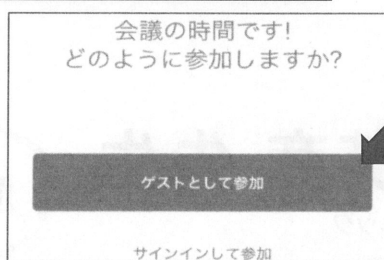 会議の時間です!
どのように参加しますか?
ゲストとして参加
サインインして参加